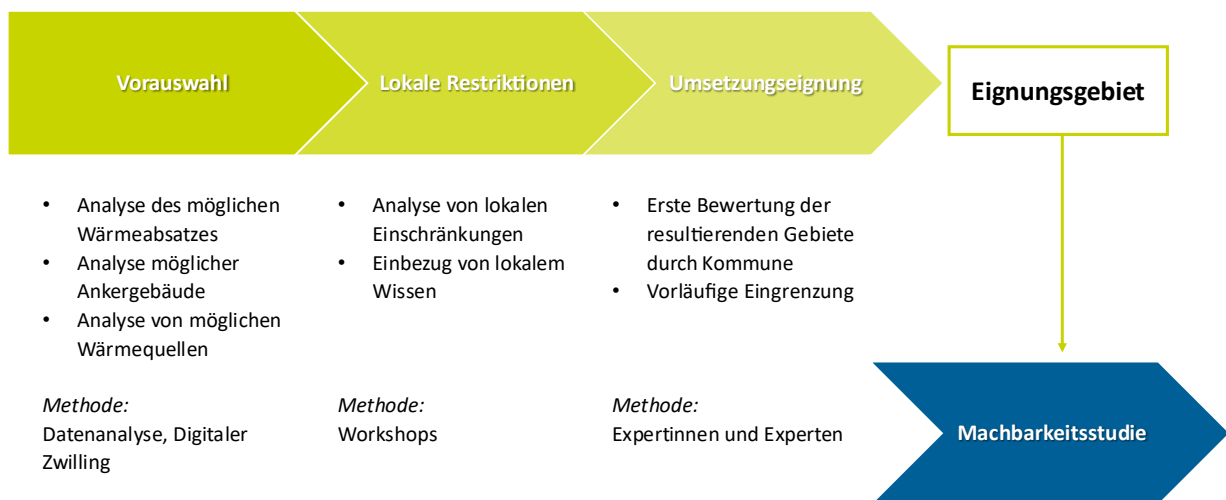 Vorauswahl
Lokale Restriktionen
Umsetzungseignung
Eignungsgebiet
• Analyse des möglichen
Wärmeabsatzes
• Analyse möglicher
Ankergebäude
• Analyse von möglichen
Wärmequellen
Methode:
Datenanalyse, Digitaler
Zwilling
• Analyse von lokalen
Einschränkungen
• Einbezug von lokalem
Wissen
Methode:
Workshops
• Erste Bewertung der
resultierenden Gebiete
durch Kommune
• Vorläufige Eingrenzung
Methode:
Expertinnen und Experten
Machbarkeitsstudie